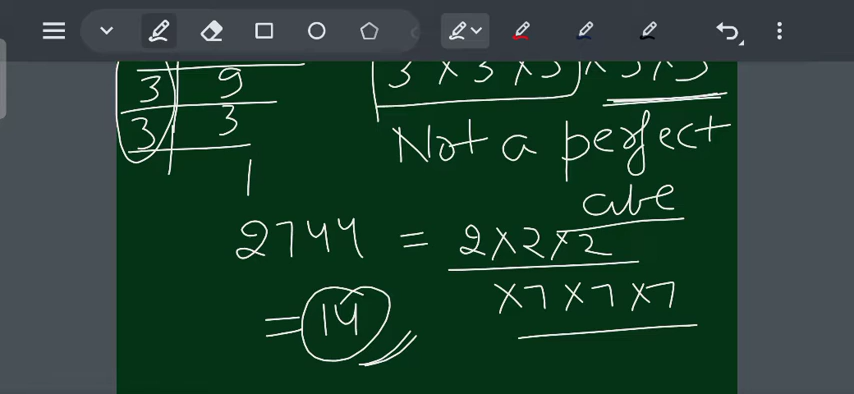 3 9
3 × 3 × 3 × 3 × 3
3 3
Not a perfect
1
cube
2744 = 2×2×2
×7×7×7
= 14